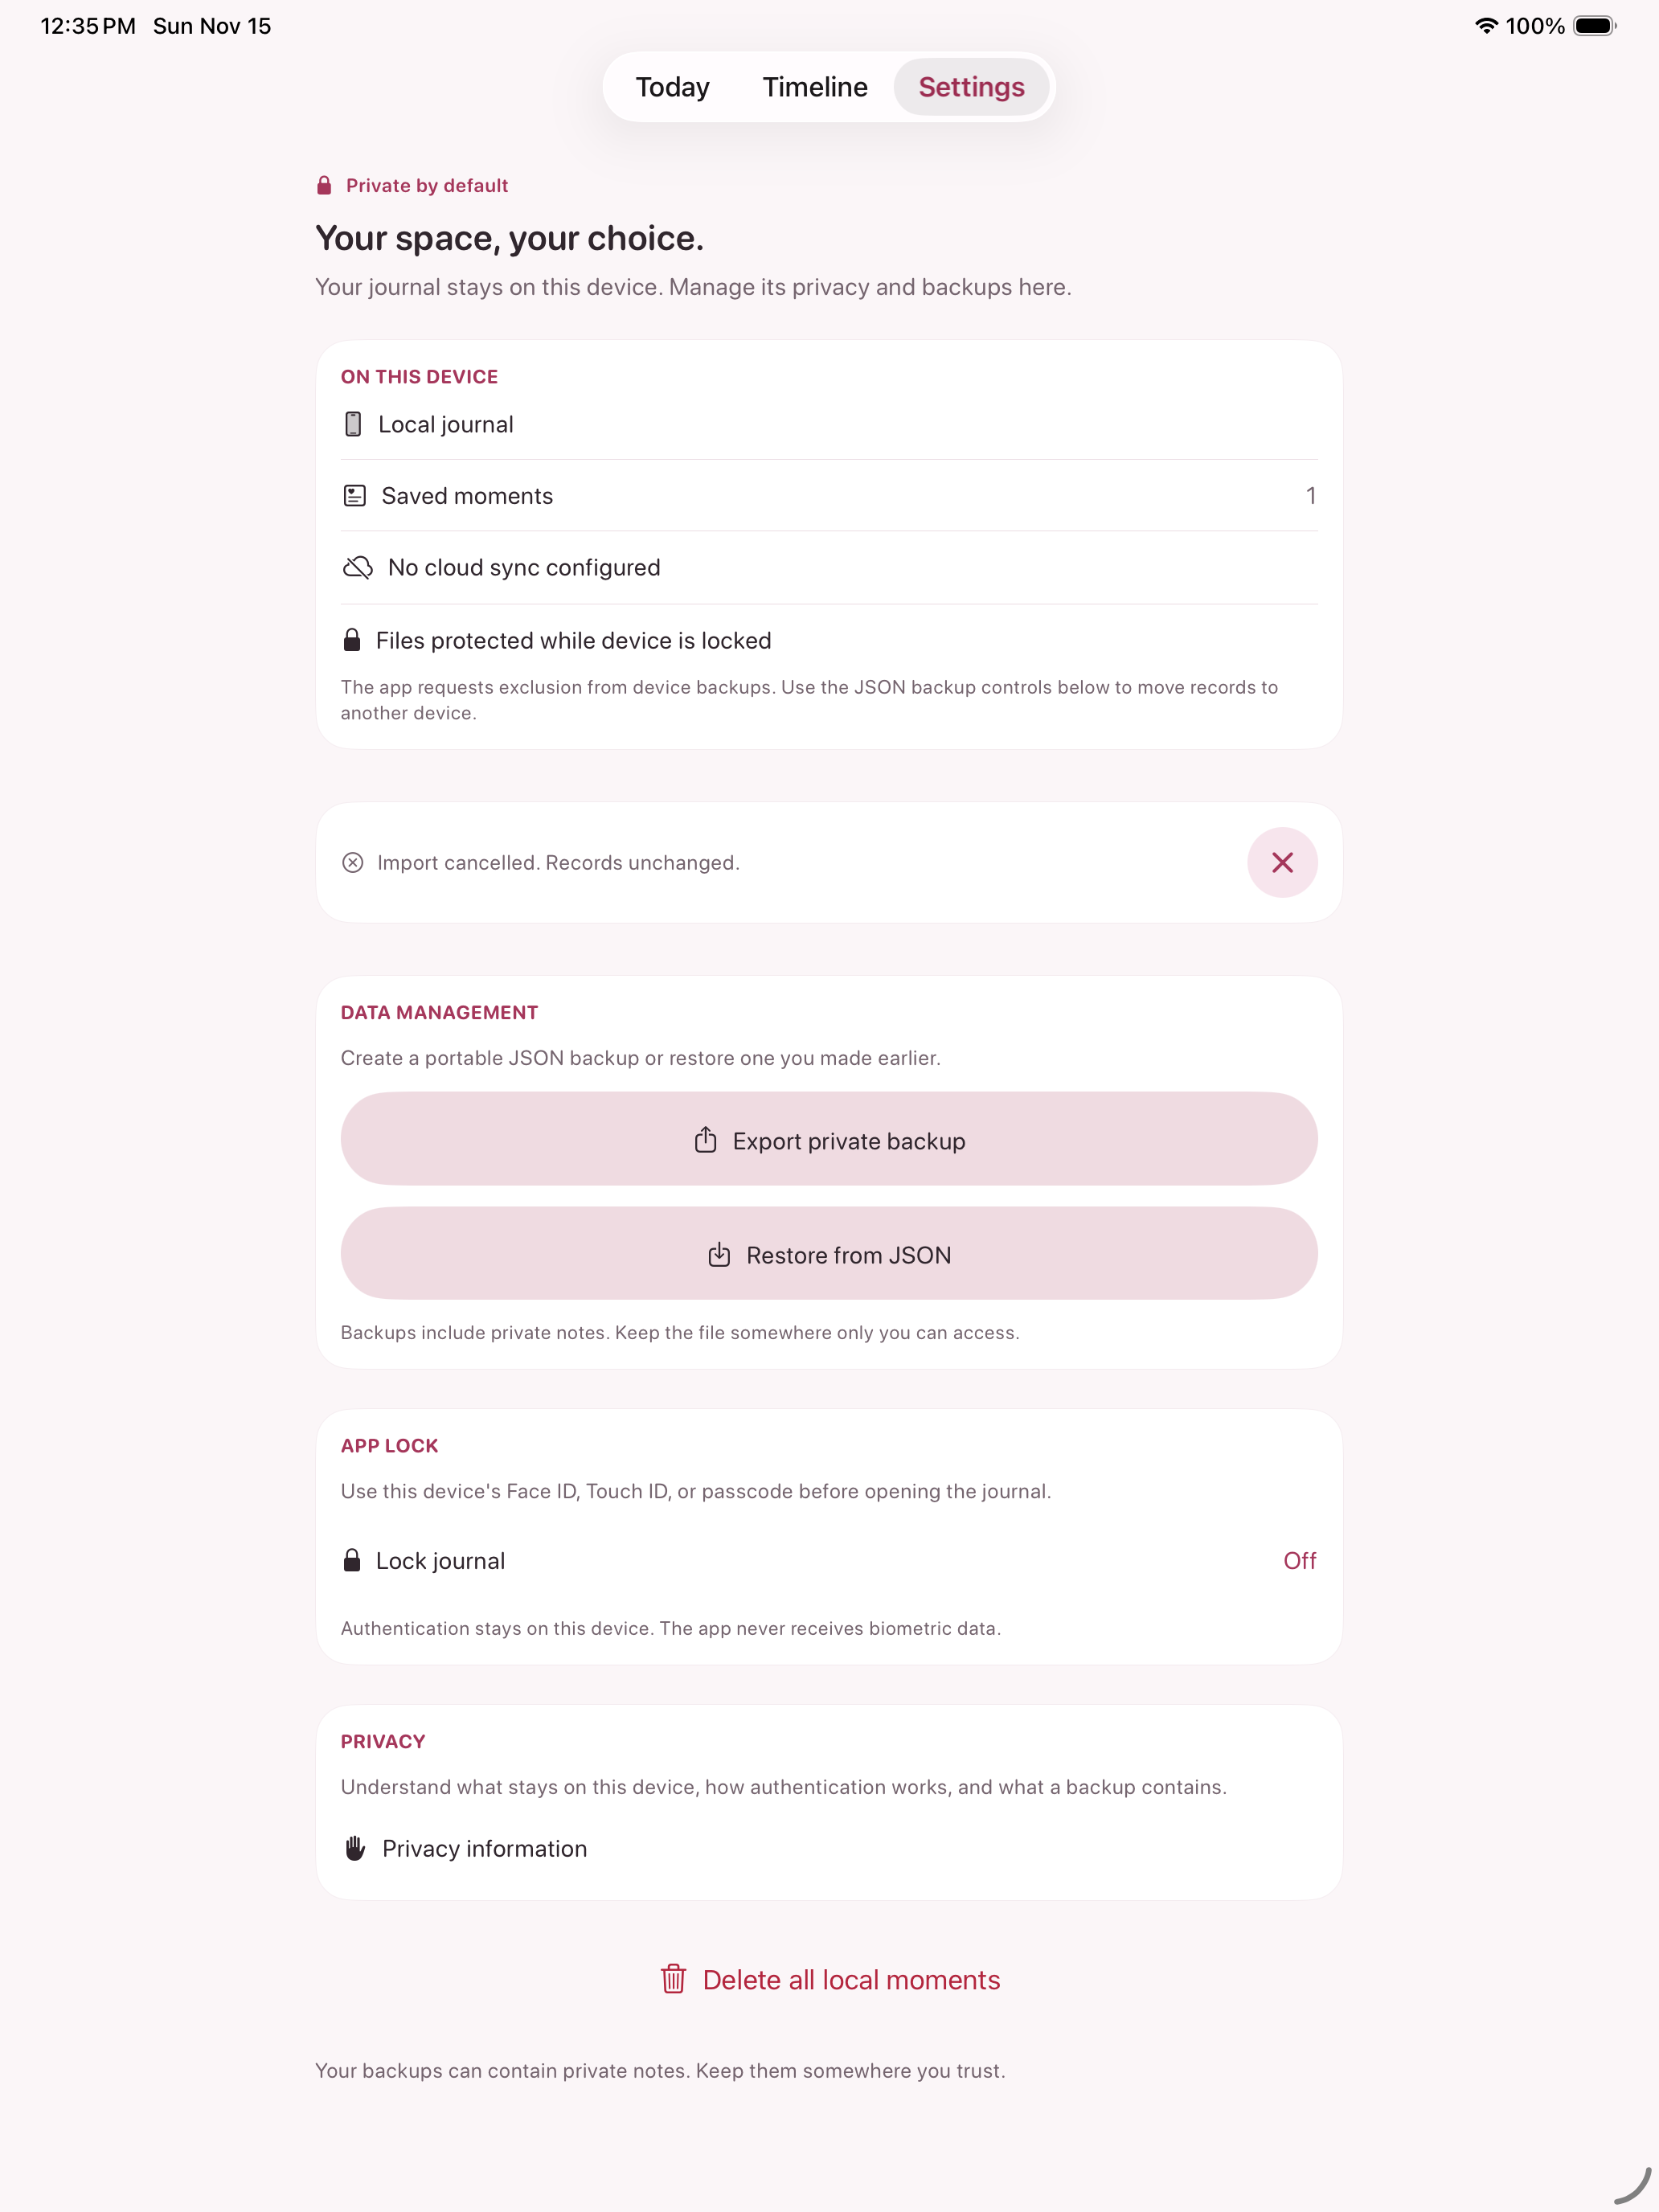 12:35 PM Sun Nov 15
100%
Today Timeline Settings
Private by default
Your space, your choice.
Your journal stays on this device. Manage its privacy and backups here.
ON THIS DEVICE
Local journal
Saved moments 1
No cloud sync configured
Files protected while device is locked
The app requests exclusion from device backups. Use the JSON backup controls below to move records to
another device.
Import cancelled. Records unchanged.
DATA MANAGEMENT
Create a portable JSON backup or restore one you made earlier.
Export private backup
Restore from JSON
Backups include private notes. Keep the file somewhere only you can access.
APP LOCK
Use this device's Face ID, Touch ID, or passcode before opening the journal.
Lock journal Off
Authentication stays on this device. The app never receives biometric data.
PRIVACY
Understand what stays on this device, how authentication works, and what a backup contains.
Privacy information
Delete all local moments
Your backups can contain private notes. Keep them somewhere you trust.